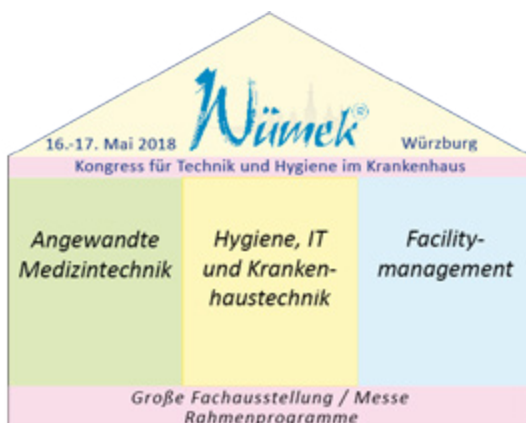 Wümek®
16.-17. Mai 2018 Würzburg
Kongress für Technik und Hygiene im Krankenhaus
Angewandte
Medizintechnik
Hygiene, IT
und Kranken-
haustechnik
Facility-
management
Große Fachausstellung / Messe
Rahmenprogramme